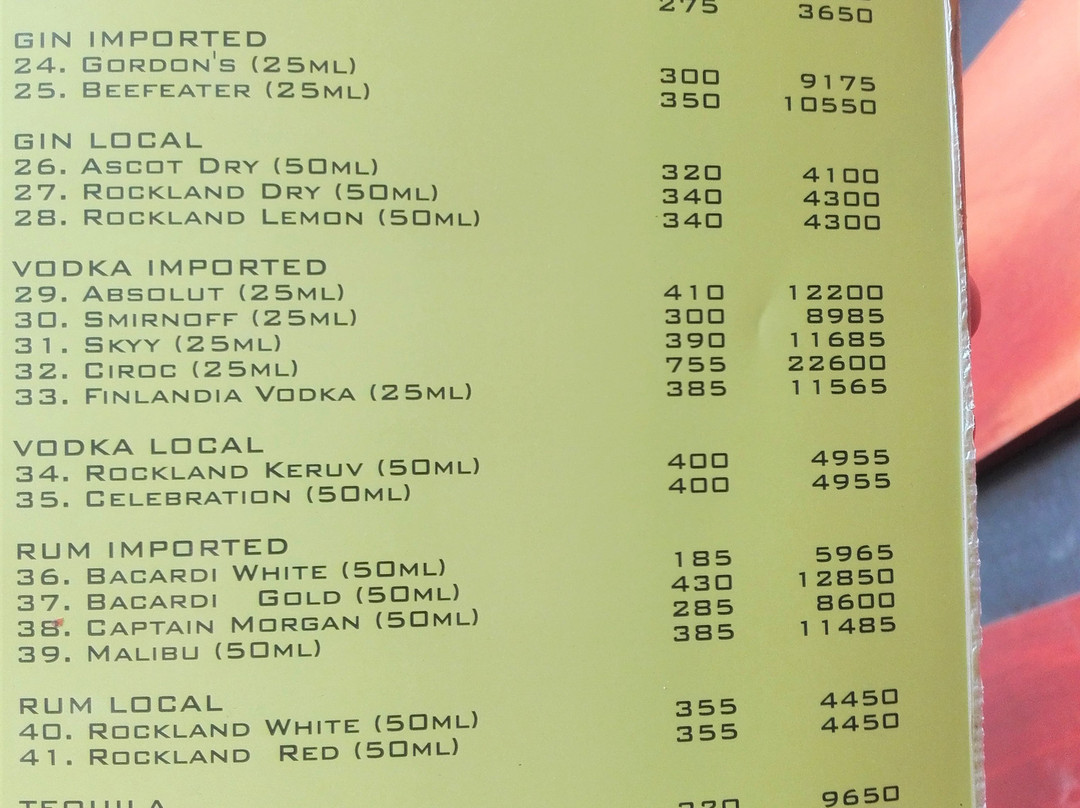 275 3650
GIN IMPORTED
24. GORDON'S (25ML) 300 9175
25. BEEFEATER (25ML) 350 10550
GIN LOCAL
26. ASCOT DRY (50ML) 320 4100
27. ROCKLAND DRY (50ML) 340 4300
28. ROCKLAND LEMON (50ML) 340 4300
VODKA IMPORTED
29. ABSOLUT (25ML) 410 12200
30. SMIRNOFF (25ML) 300 8985
31. SKYY (25ML) 390 11685
32. CIROC (25ML) 755 22600
33. FINLANDIA VODKA (25ML) 385 11565
VODKA LOCAL
34. ROCKLAND KERUV (50ML) 400 4955
35. CELEBRATION (50ML) 400 4955
RUM IMPORTED
36. BACARDI WHITE (50ML) 185 5965
37. BACARDI GOLD (50ML) 430 12850
38. CAPTAIN MORGAN (50ML) 285 8600
39. MALIBU (50ML) 385 11485
RUM LOCAL
40. ROCKLAND WHITE (50ML) 355 4450
41. ROCKLAND RED (50ML) 355 4450
TEQUILA
9650